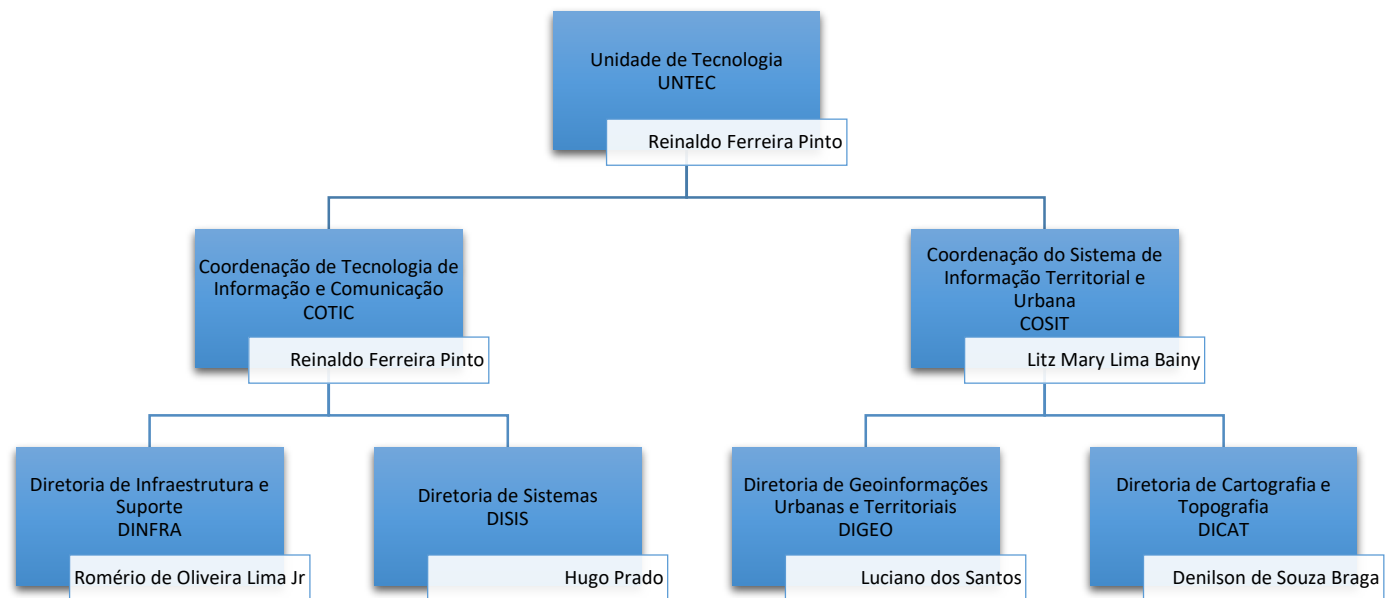 Unidade de Tecnologia
UNTEC
Reinaldo Ferreira Pinto
Coordenação de Tecnologia de
Informação e Comunicação
COTIC
Reinaldo Ferreira Pinto
Coordenação do Sistema de
Informação Territorial e
Urbana
COSIT
Litz Mary Lima Bainy
Diretoria de Infraestrutura e
Suporte
DINFRA
Romério de Oliveira Lima Jr
Diretoria de Sistemas
DISIS
Hugo Prado
Diretoria de Geoinformações
Urbanas e Territoriais
DIGEO
Luciano dos Santos
Diretoria de Cartografia e
Topografia
DICAT
Denilson de Souza Braga